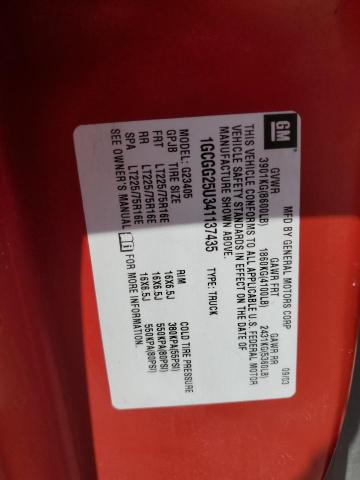 GM
MFD BY GENERAL MOTORS CORP
09/03
GVWR GAWR FRT GAWR RR
3901KG(8600LB) 1860KG(4100LB) 2431KG(5360LB)
THIS VEHICLE CONFORMS TO ALL APPLICABLE U.S. FEDERAL MOTOR
VEHICLE SAFETY STANDARDS IN EFFECT ON THE DATE OF
MANUFACTURE SHOWN ABOVE.
1GCGG25U341137435 TYPE: TRUCK
MODEL: G23405
GPJB TIRE SIZE RIM COLD TIRE PRESSURE
FRT LT225/75R16E 16X6.5J 380KPA(55PSI)
RR LT225/75R16E 16X6.5J 550KPA(80PSI)
SPA LT225/75R16E 16X6.5J 550KPA(80PSI)
SEE OWNER'S MANUAL i FOR MORE INFORMATION.